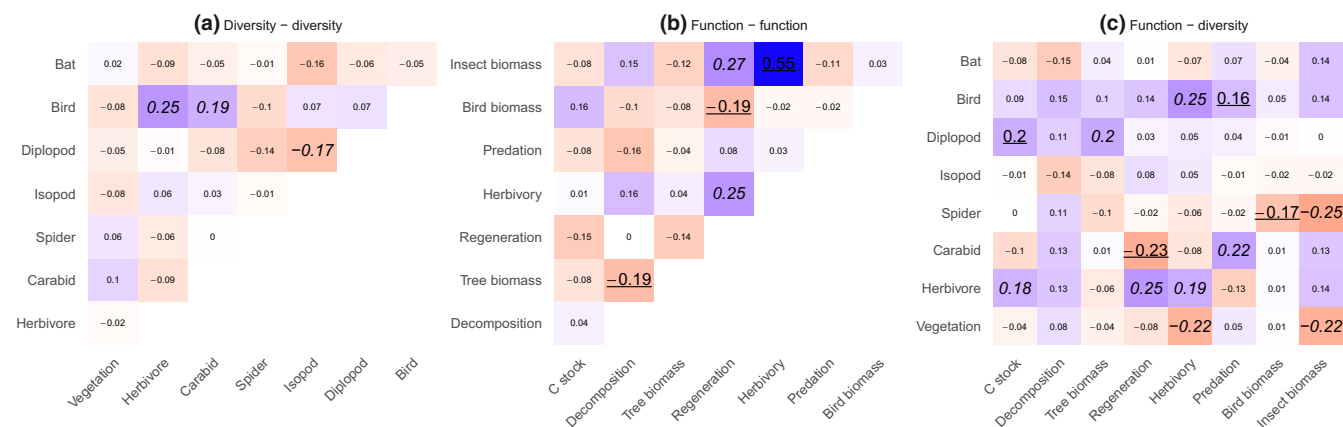 (a) Diversity − diversity
Bat 0.02 −0.09 −0.05 −0.01 −0.16 −0.06 −0.05
Bird −0.08 0.25 0.19 −0.1 0.07 0.07
Diplopod −0.05 −0.01 −0.08 −0.14 −0.17
Isopod −0.08 0.06 0.03 −0.01
Spider 0.06 −0.06 0
Carabid 0.1 −0.09
Herbivore −0.02
Vegetation Herbivore Carabid Spider Isopod Diplopod Bird
(b) Function − function
Insect biomass −0.08 0.15 −0.12 0.27 0.55 −0.11 0.03
Bird biomass 0.16 −0.1 −0.08 −0.19 −0.02 −0.02
Predation −0.08 −0.16 −0.04 0.08 0.03
Herbivory 0.01 0.16 0.04 0.25
Regeneration −0.15 0 −0.14
Tree biomass −0.08 −0.19
Decomposition 0.04
C stock Decomposition Tree biomass Regeneration Herbivory Predation Bird biomass
(c) Function − diversity
Bat −0.08 −0.15 0.04 0.01 −0.07 0.07 −0.04 0.14
Bird 0.09 0.15 0.1 0.14 0.25 0.16 0.05 0.14
Diplopod 0.2 0.11 0.2 0.03 0.05 0.04 −0.01 0
Isopod −0.01 −0.14 −0.08 0.08 0.05 −0.01 −0.02 −0.02
Spider 0 0.11 −0.1 −0.02 −0.06 −0.02 −0.17 −0.25
Carabid −0.1 0.13 0.01 −0.23 −0.08 0.22 0.01 0.13
Herbivore 0.18 0.13 −0.06 0.25 0.19 −0.13 0.01 0.14
Vegetation −0.04 0.08 −0.04 −0.08 −0.22 0.05 0.01 −0.22
C stock Decomposition Tree biomass Regeneration Herbivory Predation Bird biomass Insect biomass